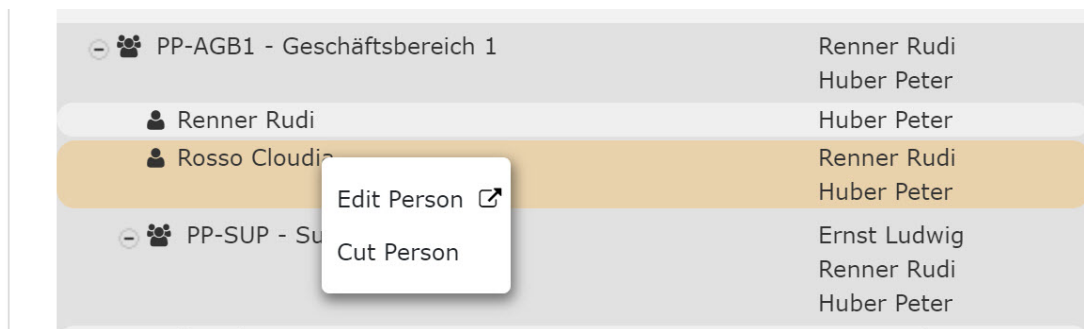 PP-AGB1 - Geschäftsbereich 1 Renner Rudi
Huber Peter
Renner Rudi Huber Peter
Rosso Cloudia Renner Rudi
Huber Peter
Edit Person
PP-SUP - Su Ernst Ludwig
Cut Person
Renner Rudi
Huber Peter